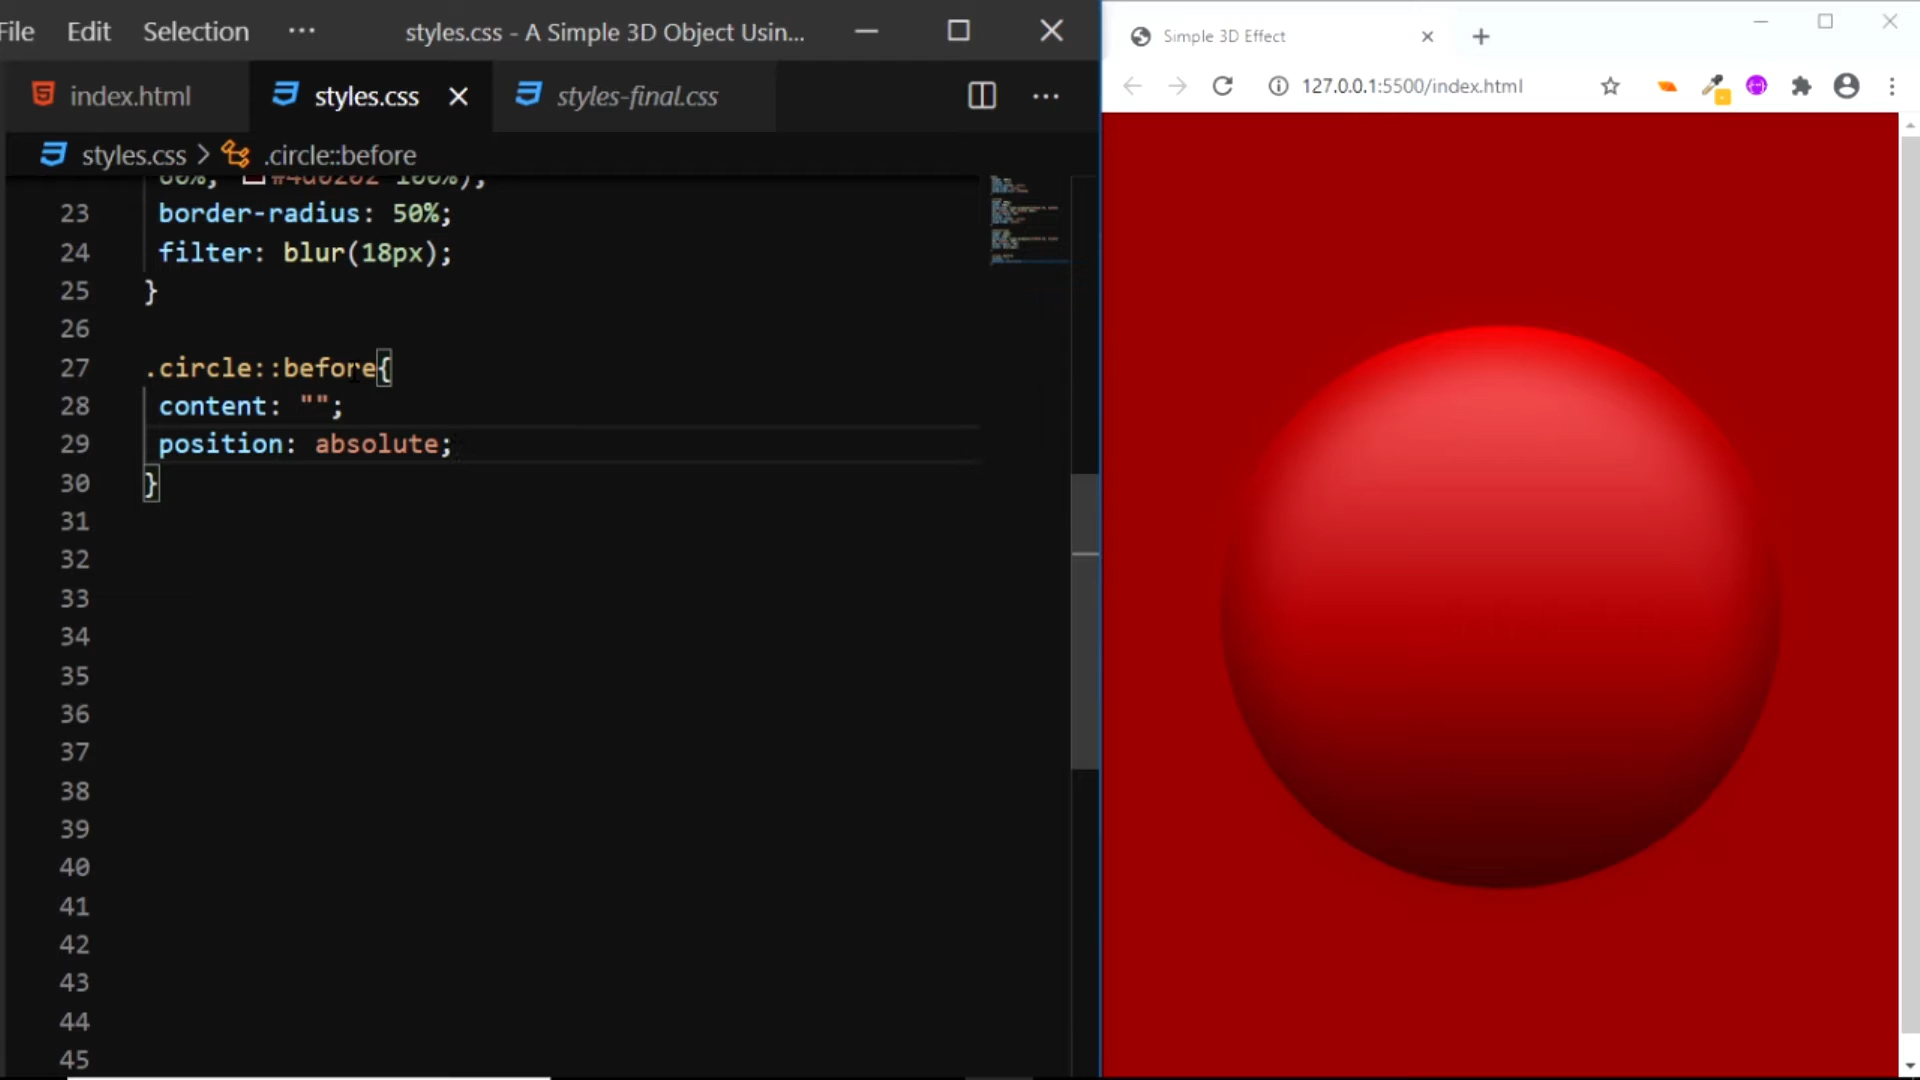 File Edit Selection ··· styles.css - A Simple 3D Object Usin...
index.html styles.css styles-final.css ···
styles.css > .circle::before
80%, #4d0202 100%);
23 border-radius: 50%;
24 filter: blur(18px);
25 }
26
27 .circle::before{
28 content: "";
29 position: absolute;
30 }
31
32
33
34
35
36
37
38
39
40
41
42
43
44
45
Simple 3D Effect
127.0.0.1:5500/index.html